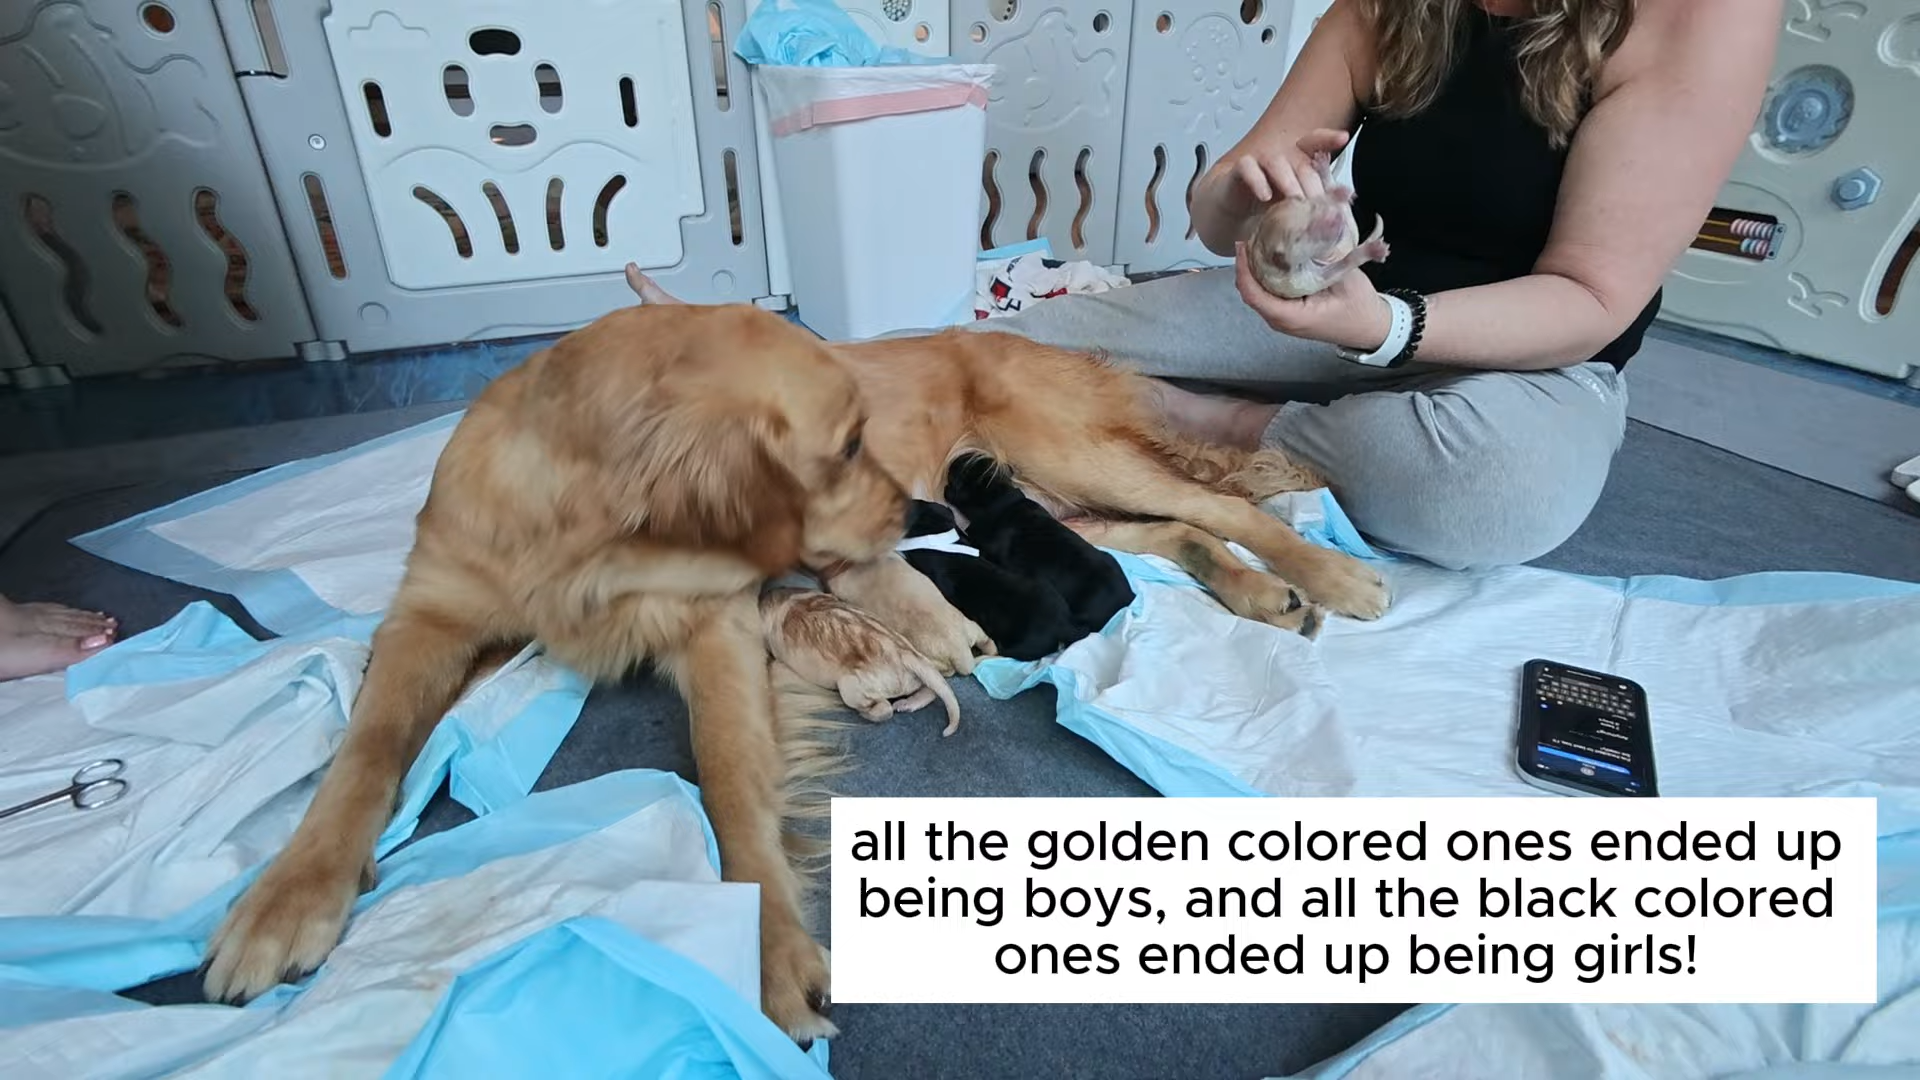 all the golden colored ones ended up
being boys, and all the black colored
ones ended up being girls!